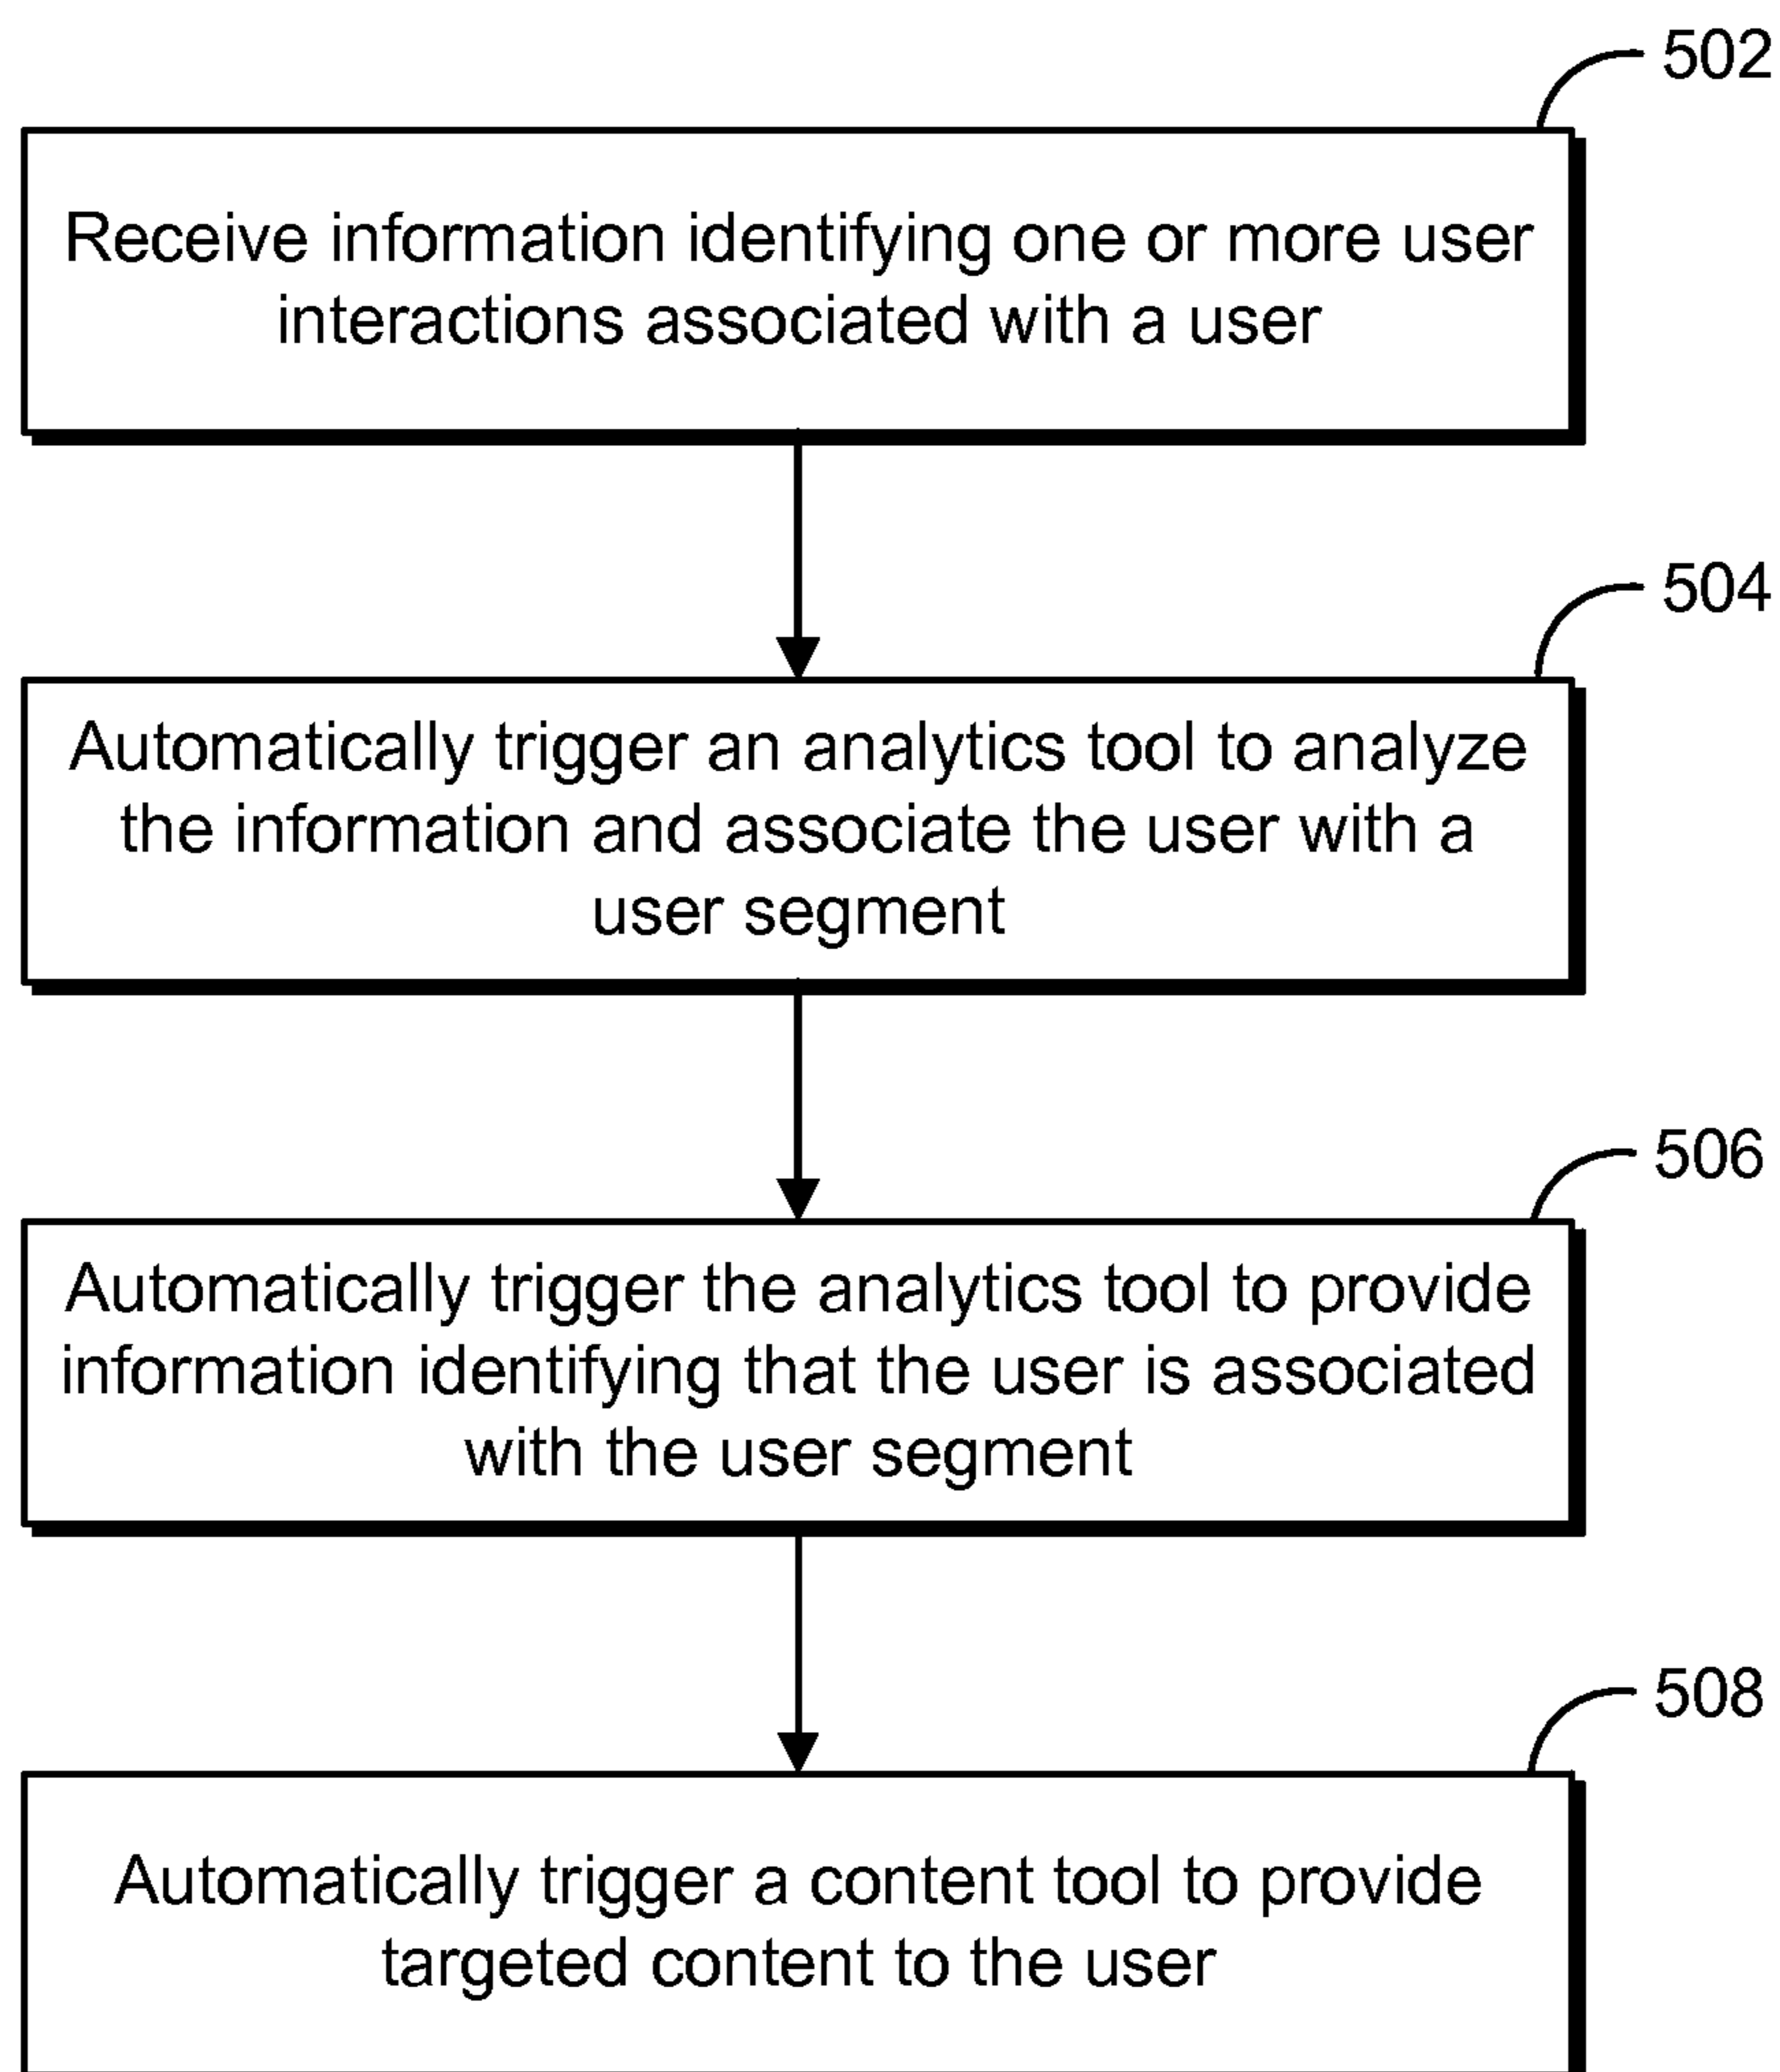 502
Receive information identifying one or more user
interactions associated with a user
504
Automatically trigger an analytics tool to analyze
the information and associate the user with a
user segment
506
Automatically trigger the analytics tool to provide
information identifying that the user is associated
with the user segment
508
Automatically trigger a content tool to provide
targeted content to the user